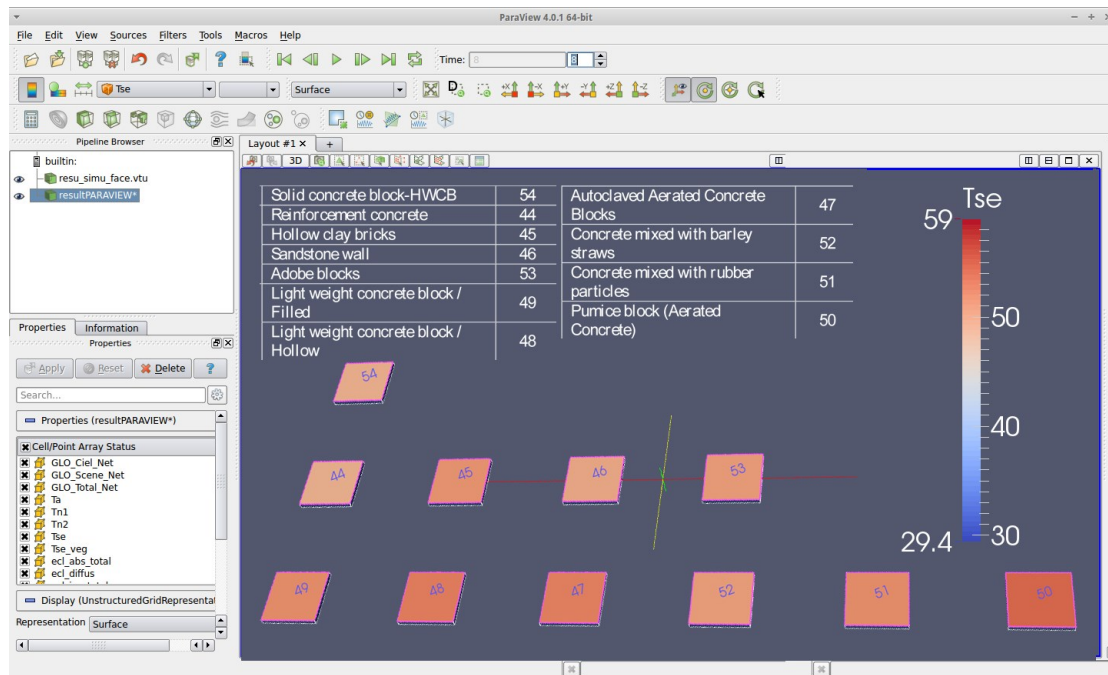 ParaView 4.0.1 64-bit
File Edit View Sources Filters Tools Macros Help
Time: 8
Tse Surface
Pipeline Browser
Layout #1
3D
builtin:
resu_simu_face.vtu
resultPARAVIEW*
Properties Information
Properties
Apply Reset Delete ?
Search...
Properties (resultPARAVIEW*)
Cell/Point Array Status
GLO_Ciel_Net
GLO_Scene_Net
GLO_Total_Net
Ta
Tn1
Tn2
Tse
Tse_veg
ecl_abs_total
ecl_diffus
Display (UnstructuredGridRepresentat
Representation Surface
Solid concrete block-HWCB 54
Reinforcement concrete 44
Hollow clay bricks 45
Sandstone wall 46
Adobe blocks 53
Light weight concrete block / 
Filled 49
Light weight concrete block / 
Hollow 48
Autoclaved Aerated Concrete
Blocks 47
Concrete mixed with barley
straws 52
Concrete mixed with rubber
particles 51
Pumice block (Aerated
Concrete) 50
Tse
59
50
40
30
29.4
54
44 45 46 53
49 48 47 52 51 50